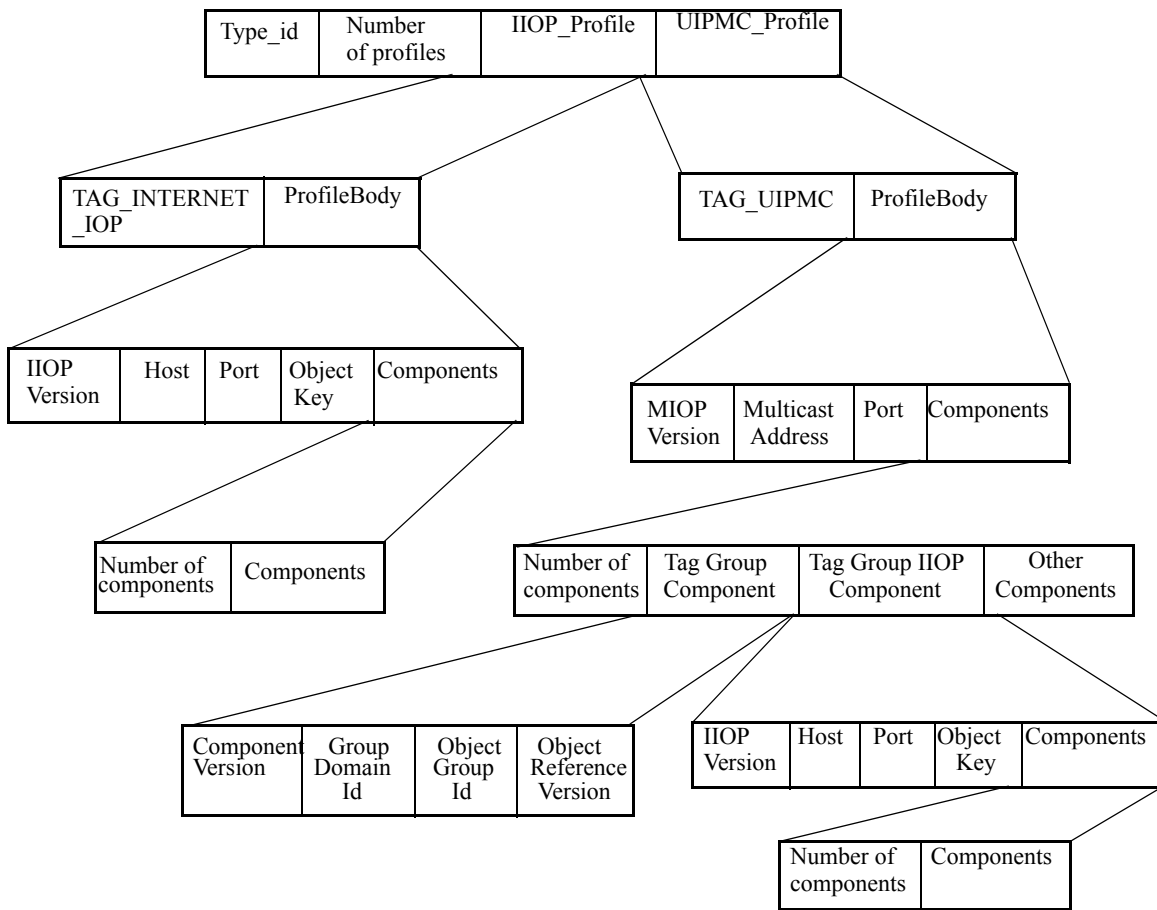 Type_id
Number
of profiles
IIOP_Profile
UIPMC_Profile
TAG_INTERNET
_IOP
ProfileBody
TAG_UIPMC
ProfileBody
IIOP
Version
Host
Port
Object
Key
Components
MIOP
Version
Multicast
Address
Port
Components
Number of
components
Components
Number of
components
Tag Group
Component
Tag Group IIOP
Component
Other
Components
Component
Version
Group
Domain
Id
Object
Group
Id
Object
Reference
Version
IIOP
Version
Host
Port
Object
Key
Components
Number of
components
Components